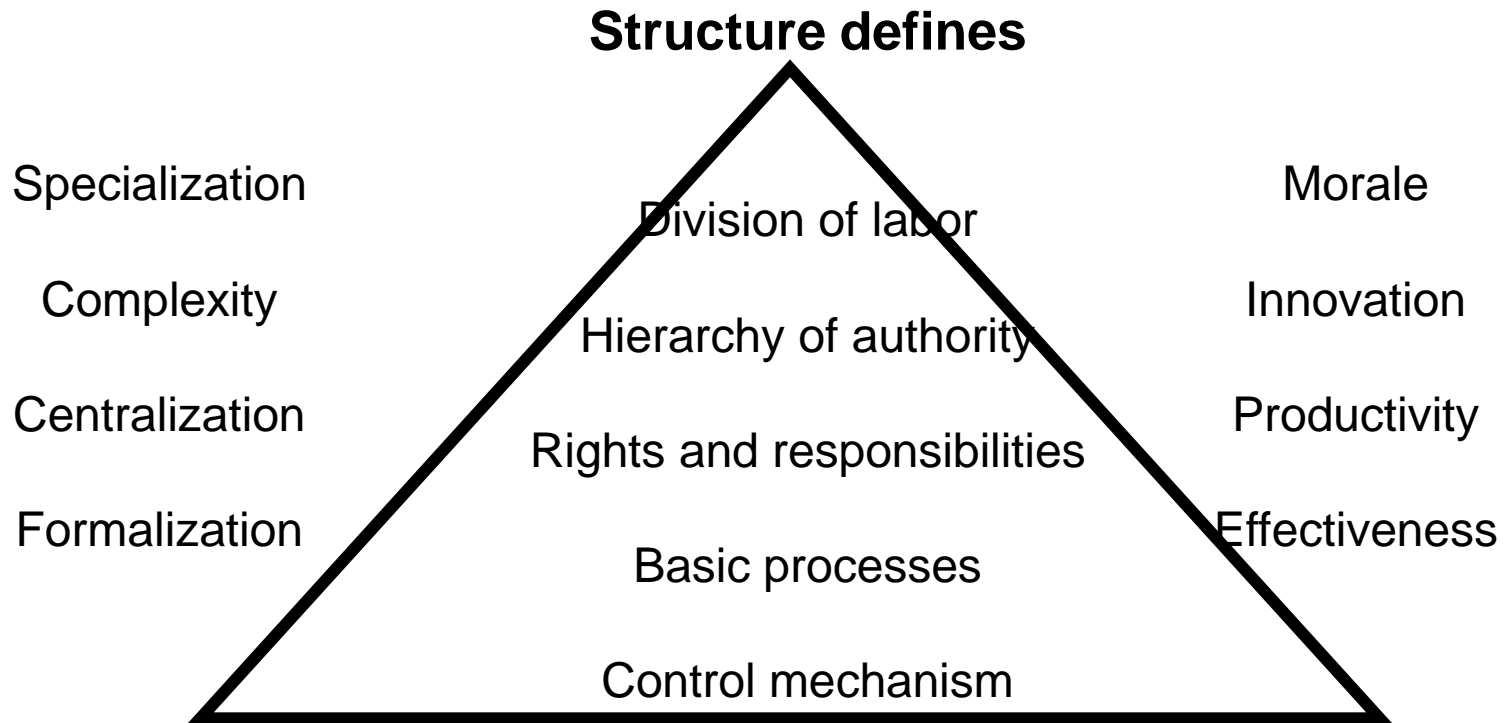 Structure defines
Specialization
Complexity
Centralization
Formalization
Division of labor
Hierarchy of authority
Rights and responsibilities
Basic processes
Control mechanism
Morale
Innovation
Productivity
Effectiveness